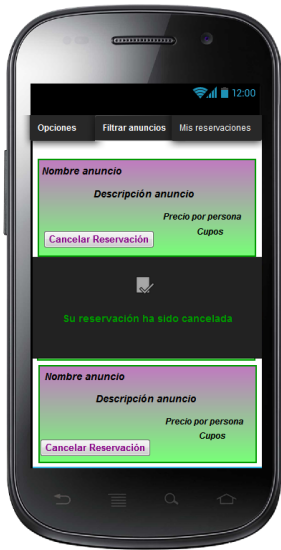 12:00
Opciones Filtrar anuncios Mis reservaciones
Nombre anuncio
Descripción anuncio
Precio por persona
Cupos
Cancelar Reservación
Su reservación ha sido cancelada
Nombre anuncio
Descripción anuncio
Precio por persona
Cupos
Cancelar Reservación